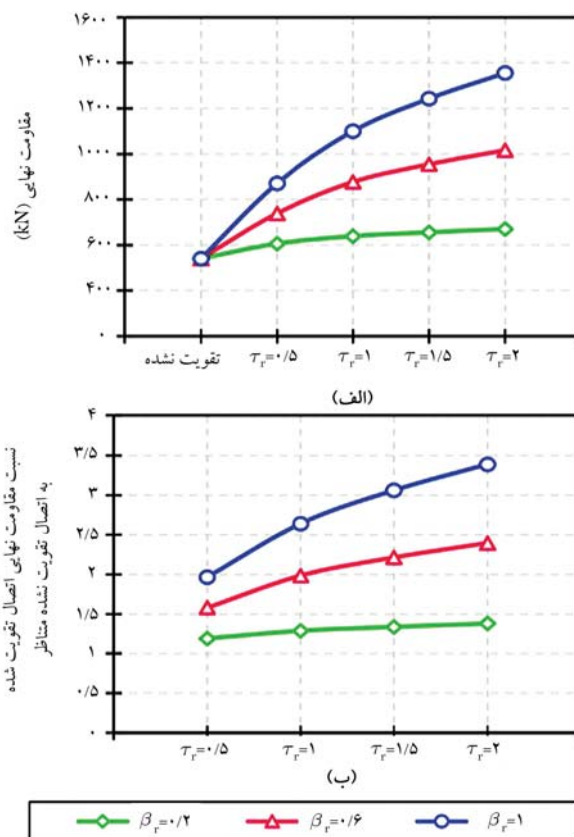 ۱۶۰۰
۱۴۰۰
۱۲۰۰
۱۰۰۰
۸۰۰
۶۰۰
۴۰۰
۰
مقاومت نهایی (kN)
تقویت نشده
τr=۰/۵
τr=۱
τr=۱/۵
τr=۲
(الف)
۴
۳/۵
۳
۲/۵
۲
۱/۵
۱
۰/۵
۰
نسبت مقاومت نهایی اتصال تقویت شده
به اتصال تقویت نشده متناظر
τr=۰/۵
τr=۱
τr=۱/۵
τr=۲
(ب)
βr=۰/۲
βr=۰/۶
βr=۱